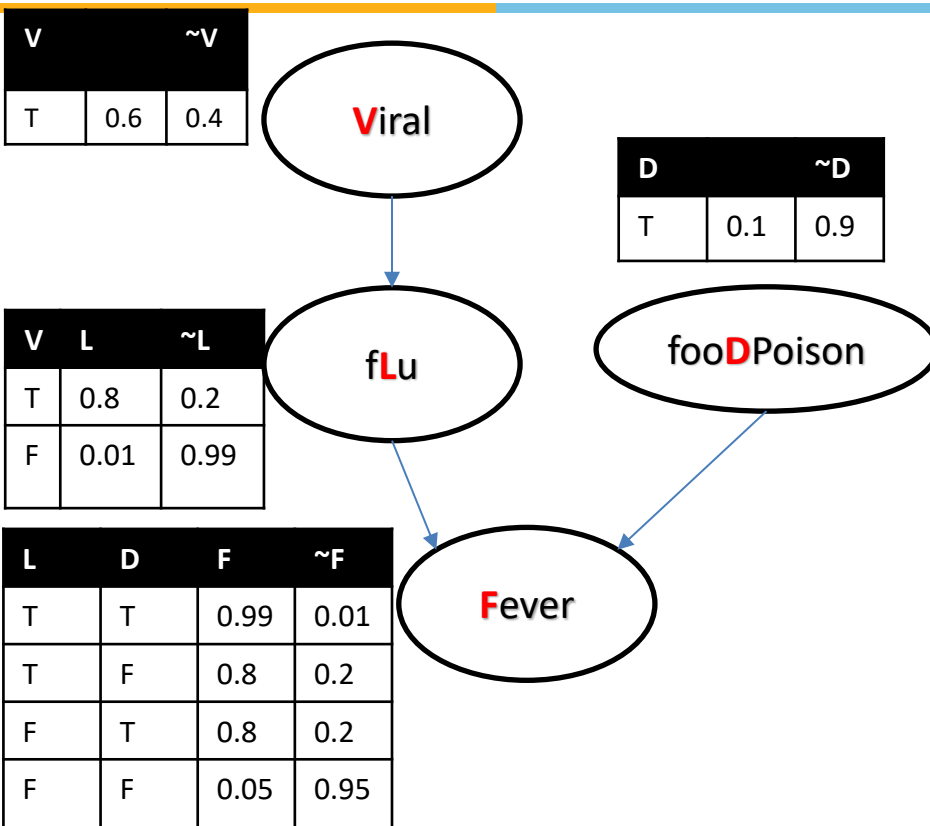 V ~V
T 0.6 0.4
Viral
D ~D
T 0.1 0.9
V L ~L
T 0.8 0.2
F 0.01 0.99
fLu
fooDPoison
L D F ~F
T T 0.99 0.01
T F 0.8 0.2
F T 0.8 0.2
F F 0.05 0.95
Fever